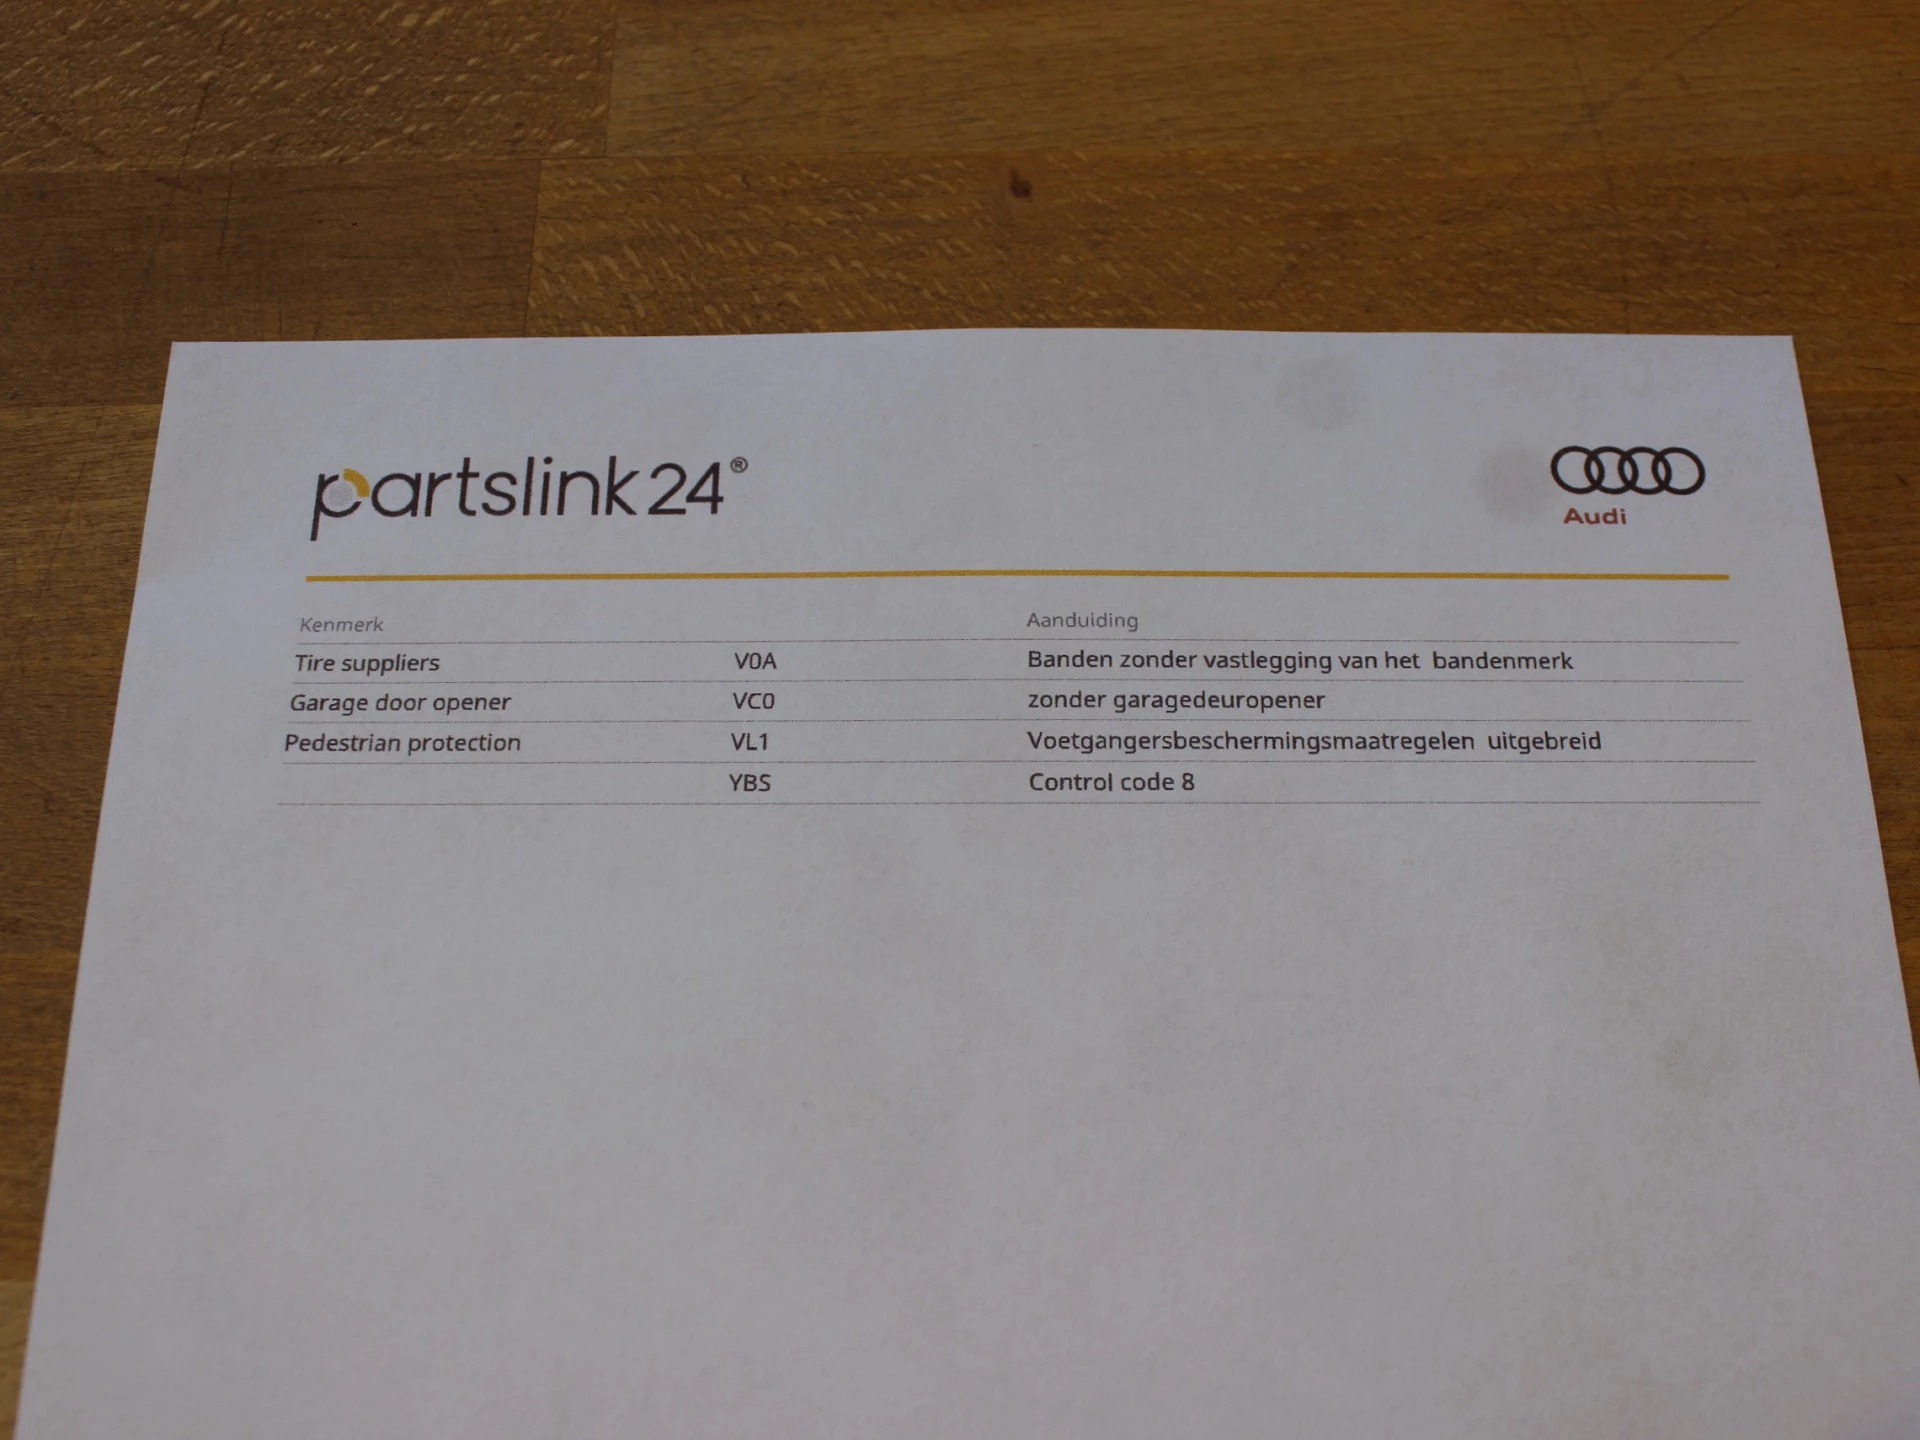 partslink24®
Audi
Kenmerk Aanduiding
Tire suppliers V0A Banden zonder vastlegging van het bandenmerk
Garage door opener VC0 zonder garagedeuropener
Pedestrian protection VL1 Voetgangersbeschermingsmaatregelen uitgebreid
YBS Control code 8